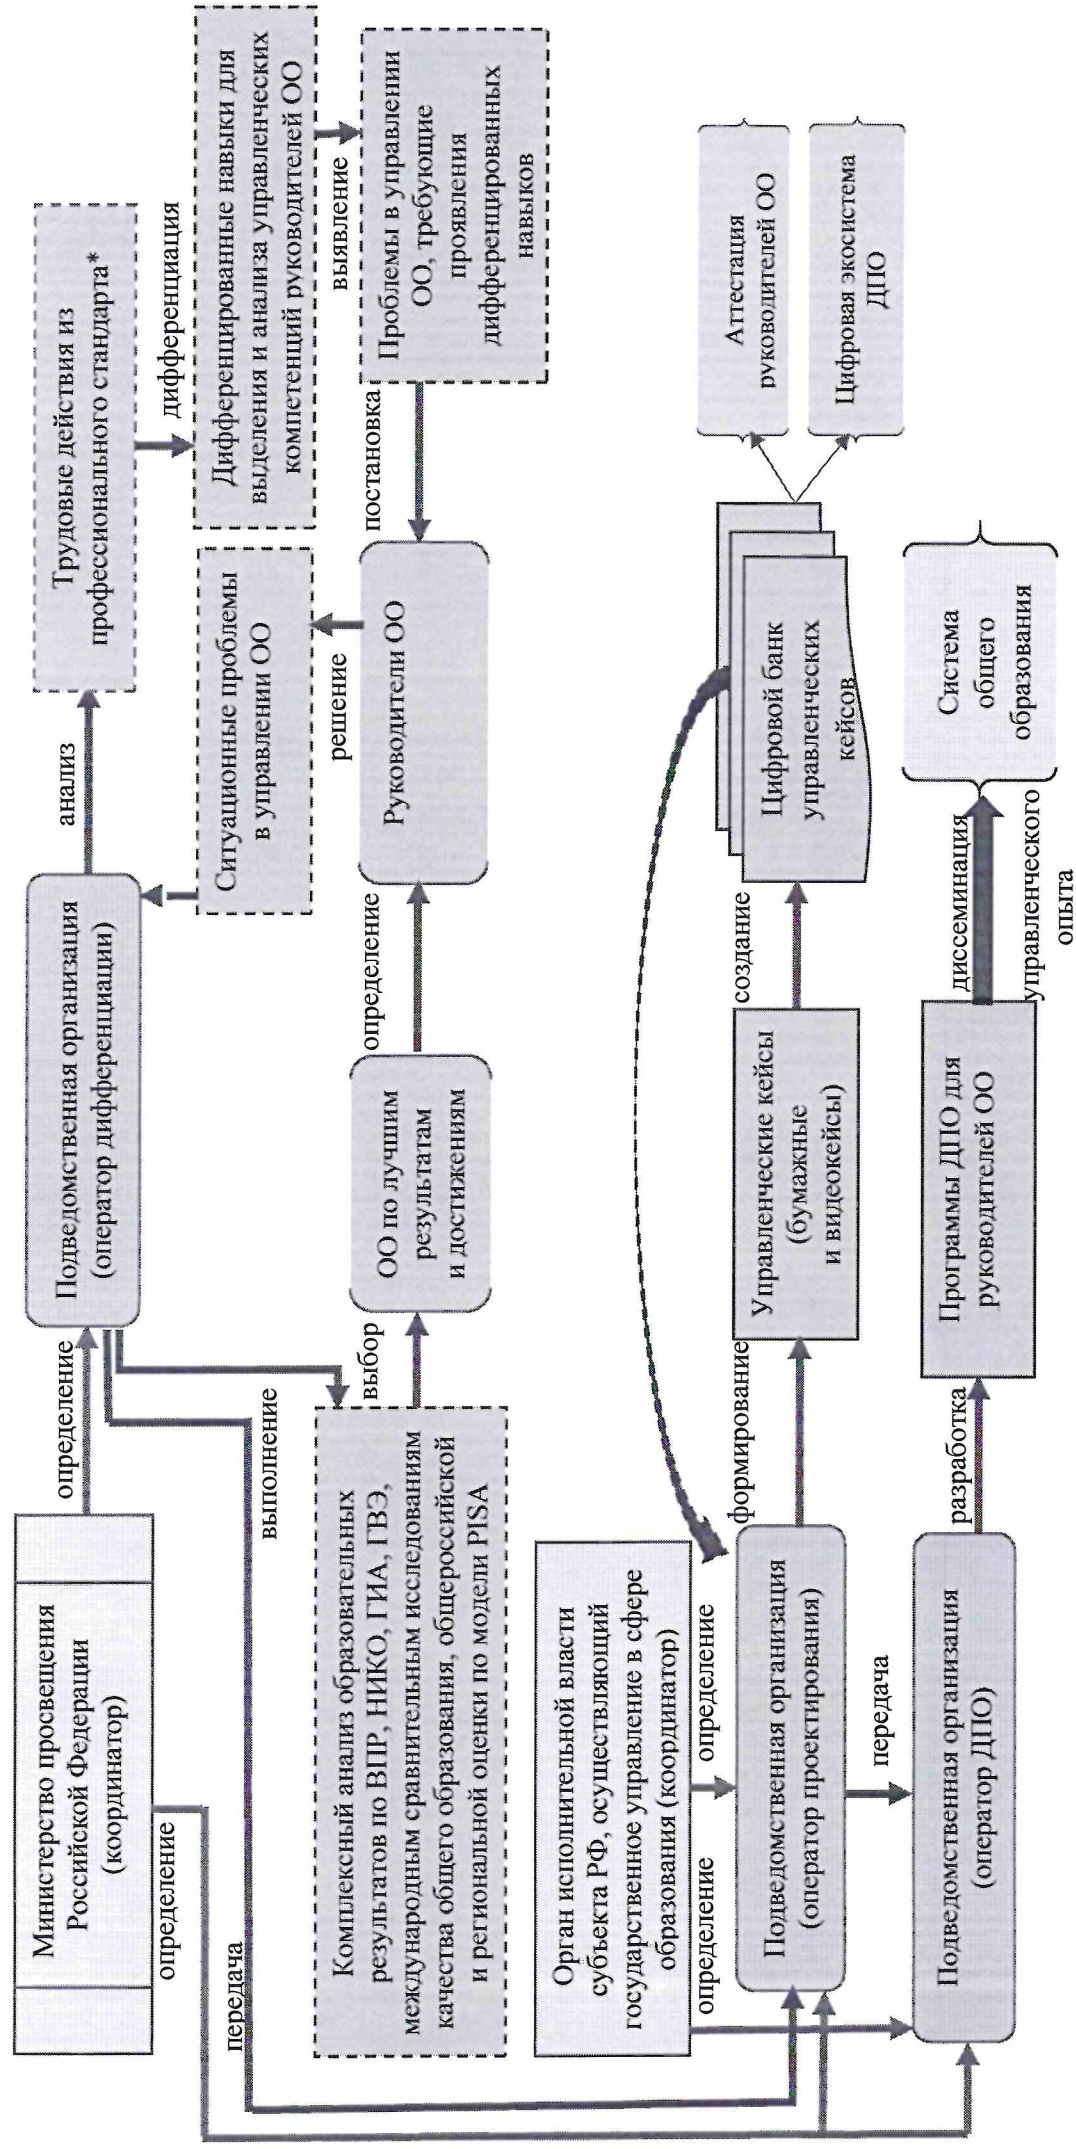 Министерство просвещения
Российской Федерации
(координатор)
определение
Подведомственная организация
(оператор дифференциации)
анализ
Трудовые действия из
профессионального стандарта*
дифференциация
Дифференцированные навыки для
выделения и анализа управленческих
компетенций руководителей ОО
выявление
Проблемы в управлении
ОО, требующие
проявления
дифференцированных
навыков
постановка
Руководители ОО
решение
Ситуационные проблемы
в управлении ОО
определение
передача
выполнение
Комплексный анализ образовательных
результатов по ВПР, НИКО, ГИА, ГВЭ,
международным сравнительным исследованиям
качества общего образования, общероссийской
и региональной оценки по модели PISA
выбор
ОО по лучшим
результатам
и достижениям
определение
Орган исполнительной власти
субъекта РФ, осуществляющий
государственное управление в сфере
образования (координатор)
определение
определение
Подведомственная организация
(оператор проектирования)
формирование
Управленческие кейсы
(бумажные
и видеокейсы)
создание
Цифровой банк
управленческих
кейсов
Аттестация
руководителей ОО
Цифровая экосистема
ДПО
передача
Подведомственная организация
(оператор ДПО)
разработка
Программы ДПО для
руководителей ОО
диссеминация
управленческого
опыта
Система
общего
образования